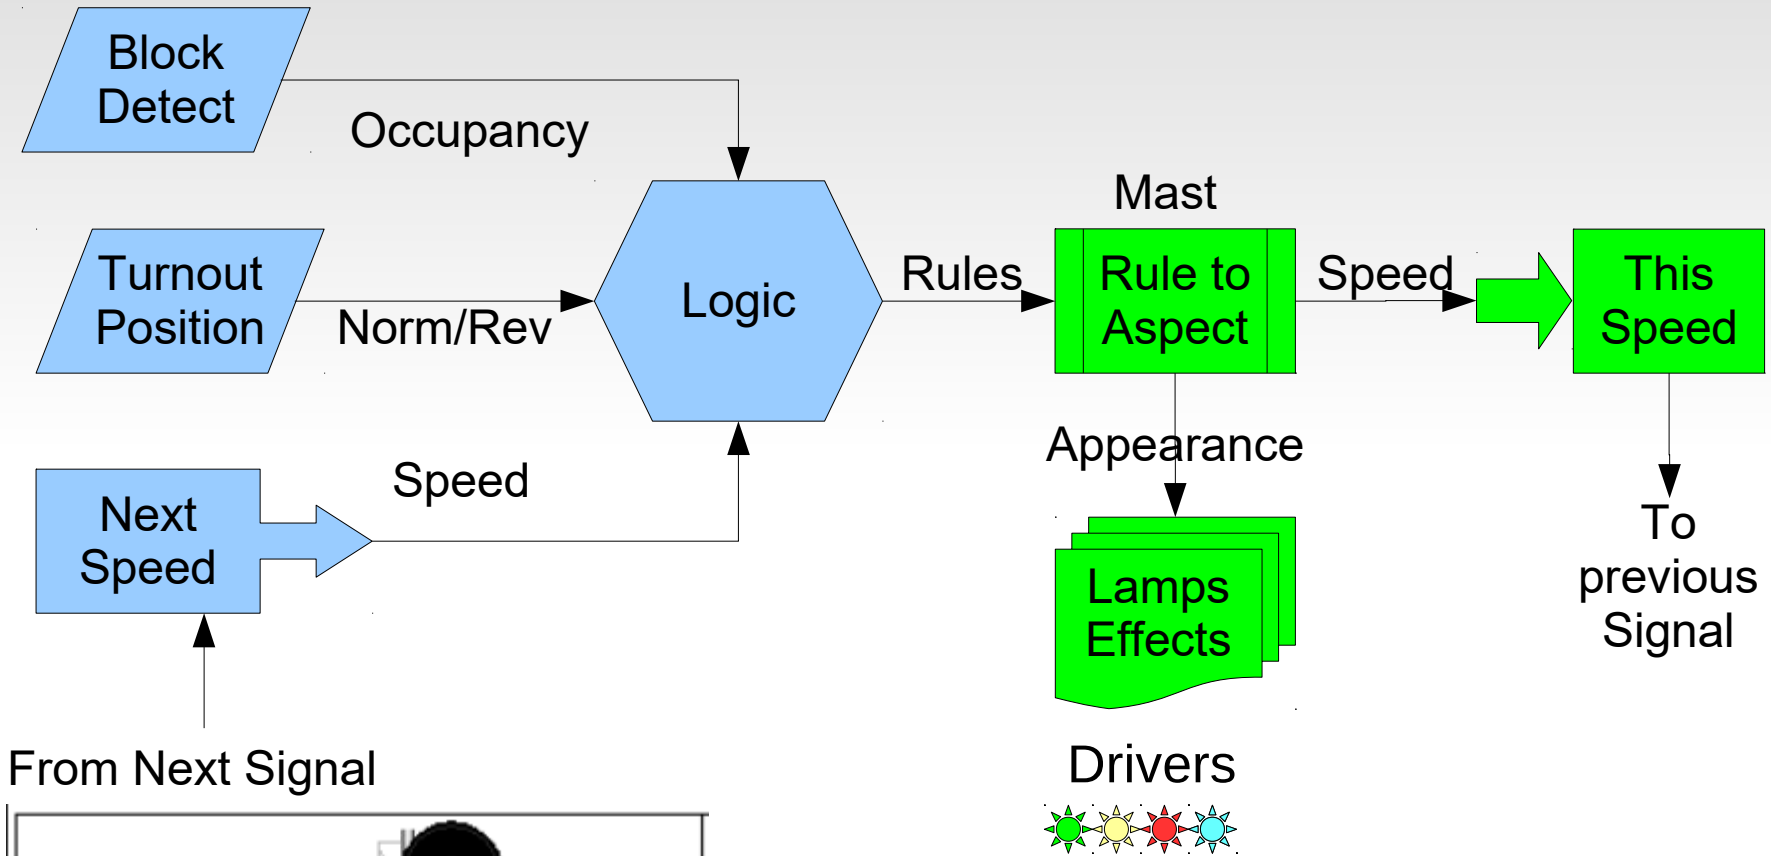 Block
Detect
Occupancy
Mast
Turnout
Position
Norm/Rev
Logic
Rules
Rule to
Aspect
Speed
This
Speed
Appearance
Next
Speed
Speed
Lamps
Effects
To
previous
Signal
From Next Signal
Drivers